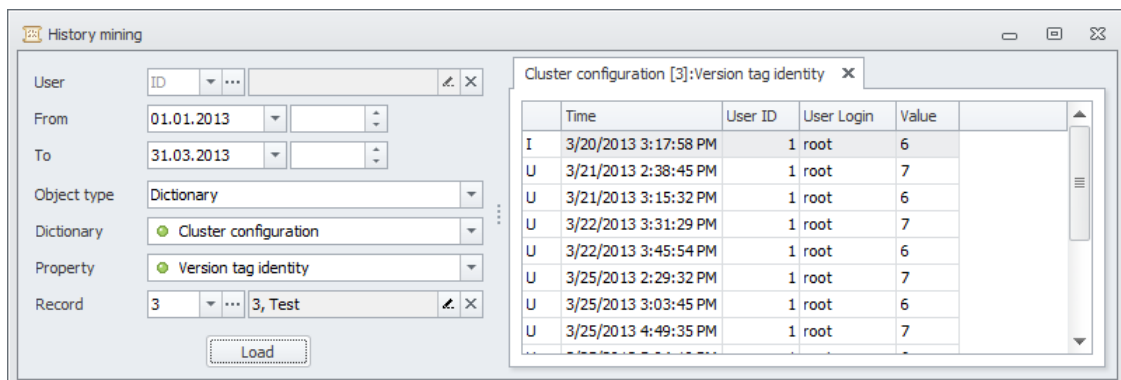 History mining
User ID
From 01.01.2013
To 31.03.2013
Object type Dictionary
Dictionary Cluster configuration
Property Version tag identity
Record 3 3, Test
Load
Cluster configuration [3]:Version tag identity
Time User ID User Login Value
I 3/20/2013 3:17:58 PM 1 root 6
U 3/21/2013 2:38:45 PM 1 root 7
U 3/21/2013 3:15:32 PM 1 root 6
U 3/22/2013 3:31:29 PM 1 root 7
U 3/22/2013 3:45:54 PM 1 root 6
U 3/25/2013 2:29:32 PM 1 root 7
U 3/25/2013 3:03:45 PM 1 root 6
U 3/25/2013 4:49:35 PM 1 root 7